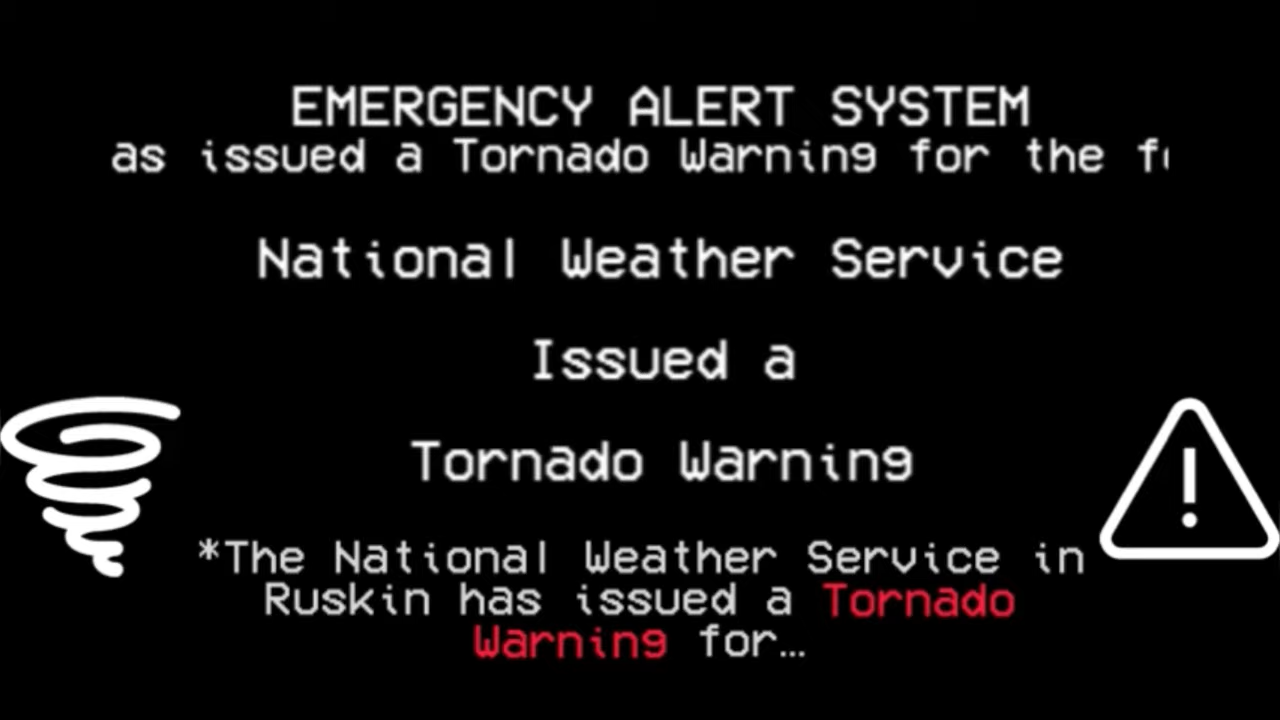 EMERGENCY ALERT SYSTEM
as issued a Tornado Warning for the
National Weather Service
Issued a
Tornado Warning
*The National Weather Service in
Ruskin has issued a Tornado
Warning for…